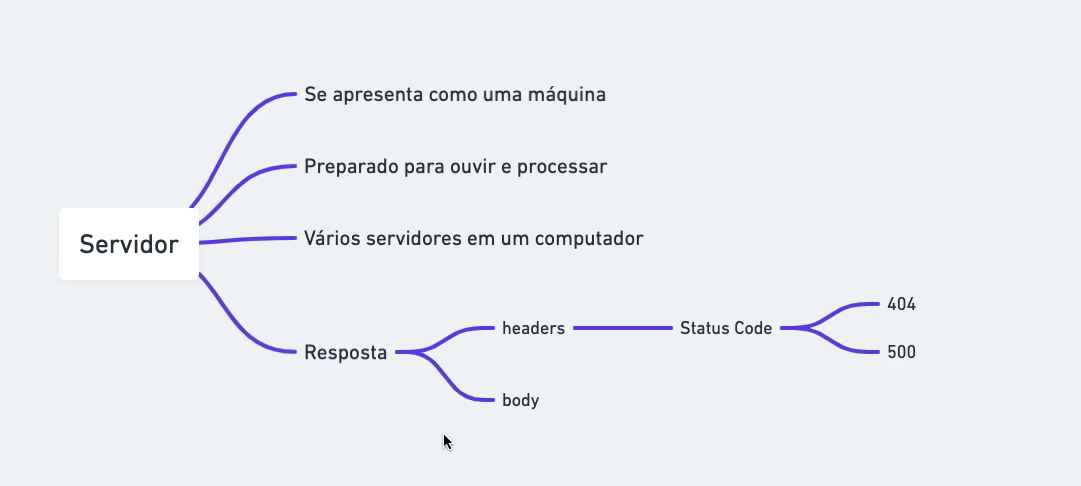 Servidor
Se apresenta como uma máquina
Preparado para ouvir e processar
Vários servidores em um computador
Resposta
headers
Status Code
404
500
body